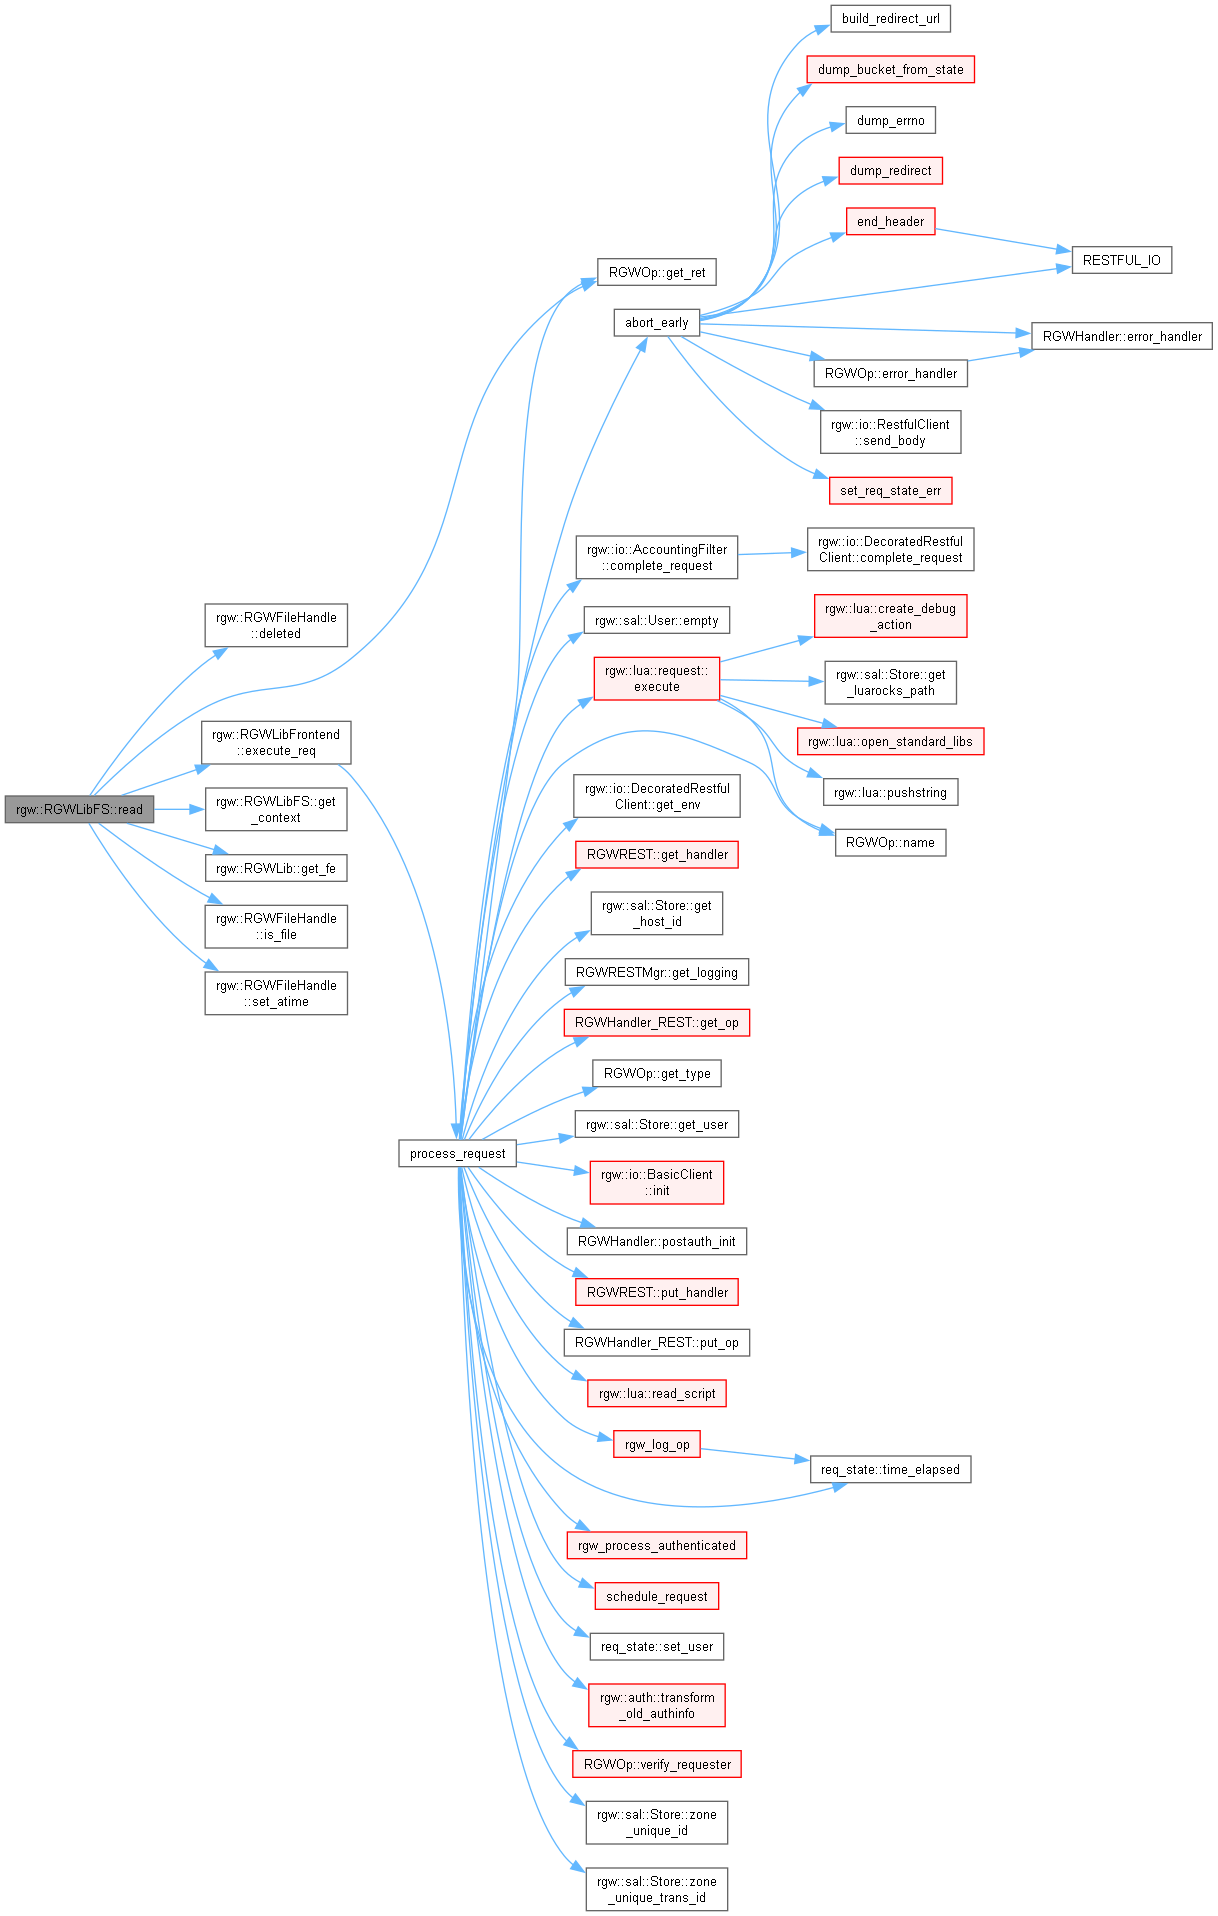 build_redirect_url
dump_bucket_from_state
dump_errno
dump_redirect
end_header
RESTFUL_IO
RGWOp::get_ret
abort_early
RGWHandler::error_handler
RGWOp::error_handler
rgw::io::RestfulClient
::send_body
set_req_state_err
rgw::io::AccountingFilter
::complete_request
rgw::io::DecoratedRestful
Client::complete_request
rgw::RGWFileHandle
::deleted
rgw::sal::User::empty
rgw::lua::create_debug
_action
rgw::lua::request::
execute
rgw::sal::Store::get
_luarocks_path
rgw::RGWLibFrontend
::execute_req
rgw::lua::open_standard_libs
rgw::RGWLibFS::read
rgw::RGWLibFS::get
_context
rgw::io::DecoratedRestful
Client::get_env
rgw::lua::pushstring
RGWOp::name
rgw::RGWLib::get_fe
RGWREST::get_handler
rgw::RGWFileHandle
::is_file
rgw::sal::Store::get
_host_id
rgw::RGWFileHandle
::set_atime
RGWRESTMgr::get_logging
RGWHandler_REST::get_op
RGWOp::get_type
rgw::sal::Store::get_user
process_request
rgw::io::BasicClient
::init
RGWHandler::postauth_init
RGWREST::put_handler
RGWHandler_REST::put_op
rgw::lua::read_script
rgw_log_op
req_state::time_elapsed
rgw_process_authenticated
schedule_request
req_state::set_user
rgw::auth::transform
_old_authinfo
RGWOp::verify_requester
rgw::sal::Store::zone
_unique_id
rgw::sal::Store::zone
_unique_trans_id